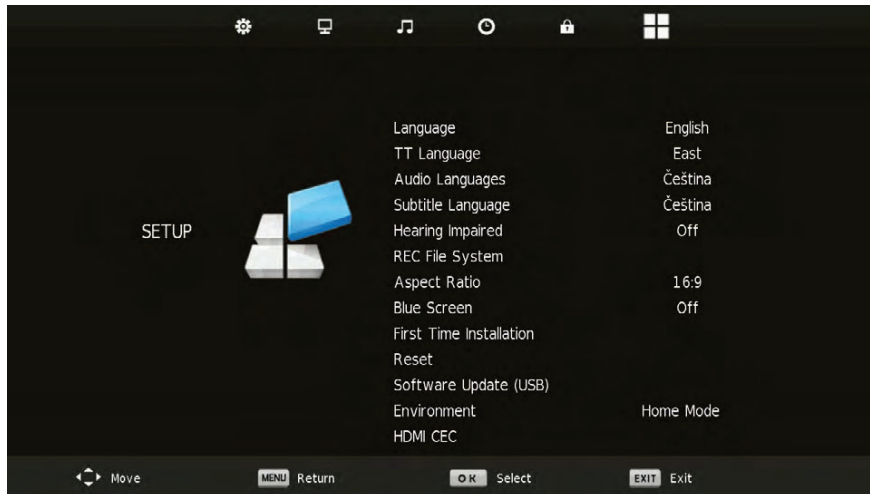 Language English
TT Language East
Audio Languages Čeština
Subtitle Language Čeština
SETUP
Hearing Impaired Off
REC File System
Aspect Ratio 16:9
Blue Screen Off
First Time Installation
Reset
Software Update (USB)
Environment Home Mode
HDMI CEC
Move MENU Return OK Select EXIT Exit